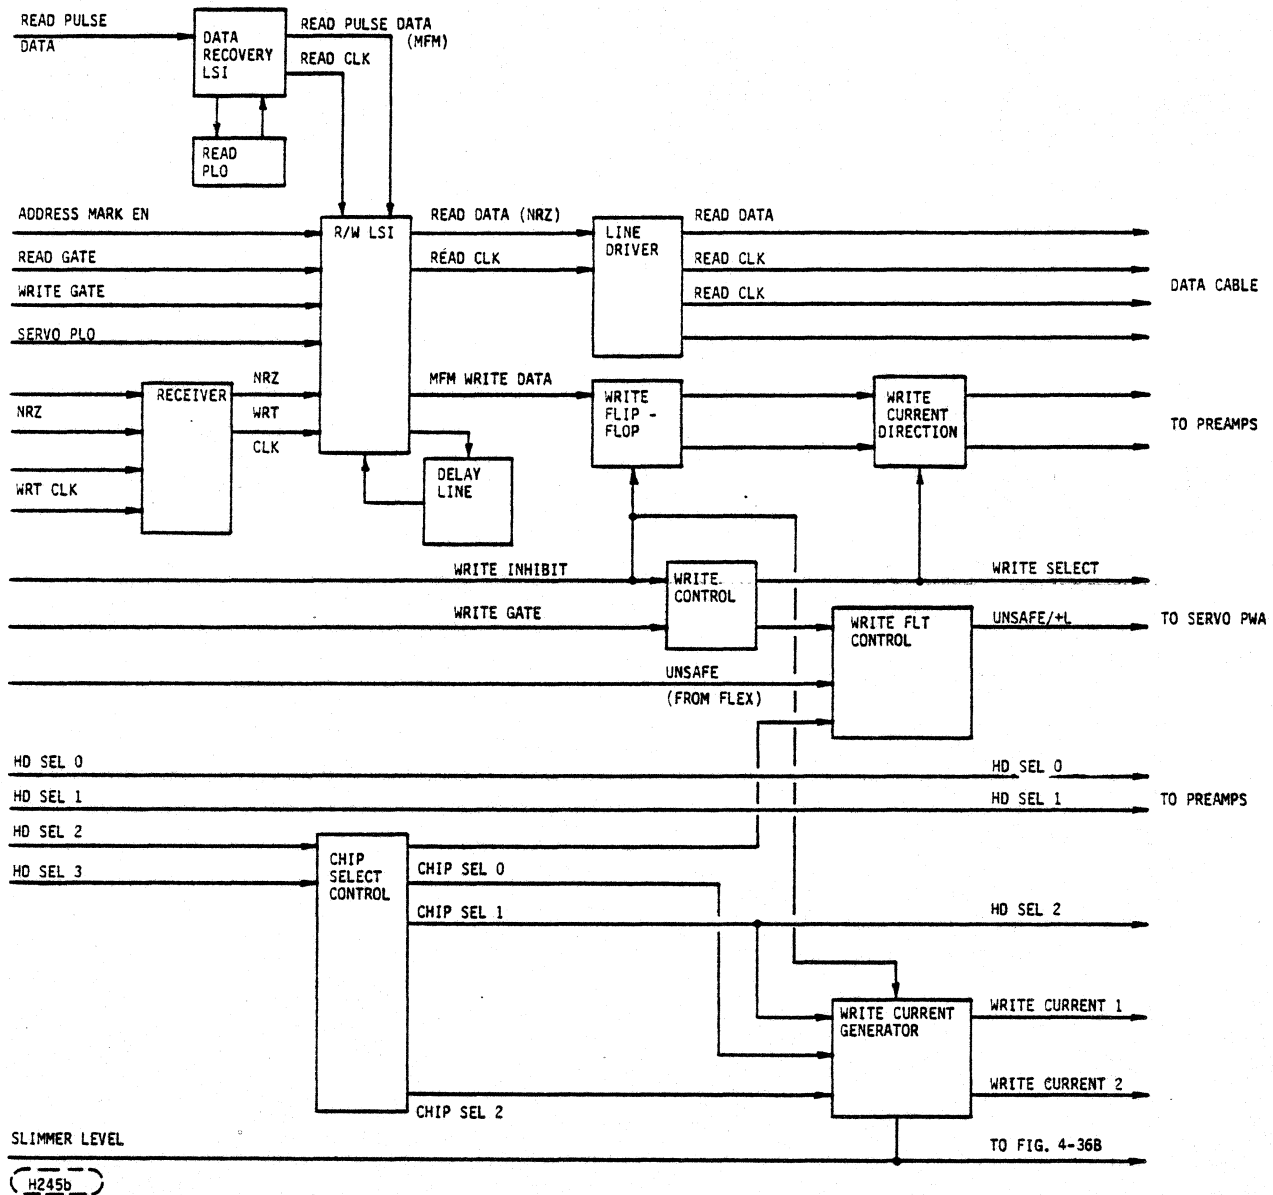 READ PULSE
DATA
DATA
RECOVERY
LSI
READ PULSE DATA
(MFM)
READ CLK
READ
PLO
ADDRESS MARK EN
READ GATE
WRITE GATE
SERVO PLO
R/W LSI
READ DATA (NRZ)
READ CLK
LINE
DRIVER
READ DATA
READ CLK
READ CLK
DATA CABLE
NRZ
WRT CLK
RECEIVER
NRZ
WRT
CLK
MFM WRITE DATA
DELAY
LINE
WRITE
FLIP -
FLOP
WRITE
CURRENT
DIRECTION
TO PREAMPS
WRITE INHIBIT
WRITE GATE
WRITE
CONTROL
WRITE SELECT
WRITE FLT
CONTROL
UNSAFE/+L
TO SERVO PWA
UNSAFE
(FROM FLEX)
HD SEL 0
HD SEL 0
HD SEL 1
HD SEL 1
TO PREAMPS
HD SEL 2
HD SEL 3
CHIP
SELECT
CONTROL
CHIP SEL 0
CHIP SEL 1
HD SEL 2
WRITE CURRENT
GENERATOR
WRITE CURRENT 1
WRITE CURRENT 2
CHIP SEL 2
SLIMMER LEVEL
TO FIG. 4-36B
H245b